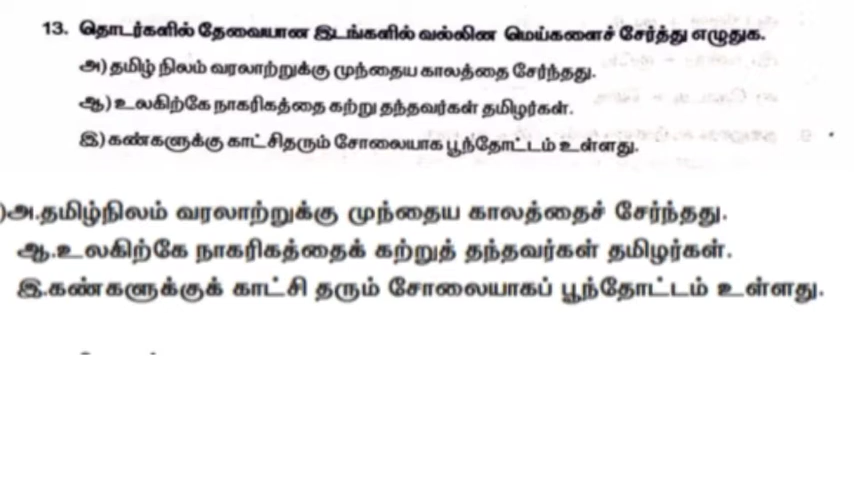 13. தொடர்களில் தேவையான இடங்களில் வல்லின மெய்களைச் சேர்த்து எழுதுக.
அ) தமிழ் நிலம் வரலாற்றுக்கு முந்தைய காலத்தை சேர்ந்தது.
ஆ) உலகிற்கே நாகரிகத்தை கற்று தந்தவர்கள் தமிழர்கள்.
இ) கண்களுக்கு காட்சிதரும் சோலையாக பூந்தோட்டம் உள்ளது.
)அ.தமிழ்நிலம் வரலாற்றுக்கு முந்தைய காலத்தைச் சேர்ந்தது.
ஆ.உலகிற்கே நாகரிகத்தைக் கற்றுத் தந்தவர்கள் தமிழர்கள்.
இ.கண்களுக்குக் காட்சி தரும் சோலையாகப் பூந்தோட்டம் உள்ளது.